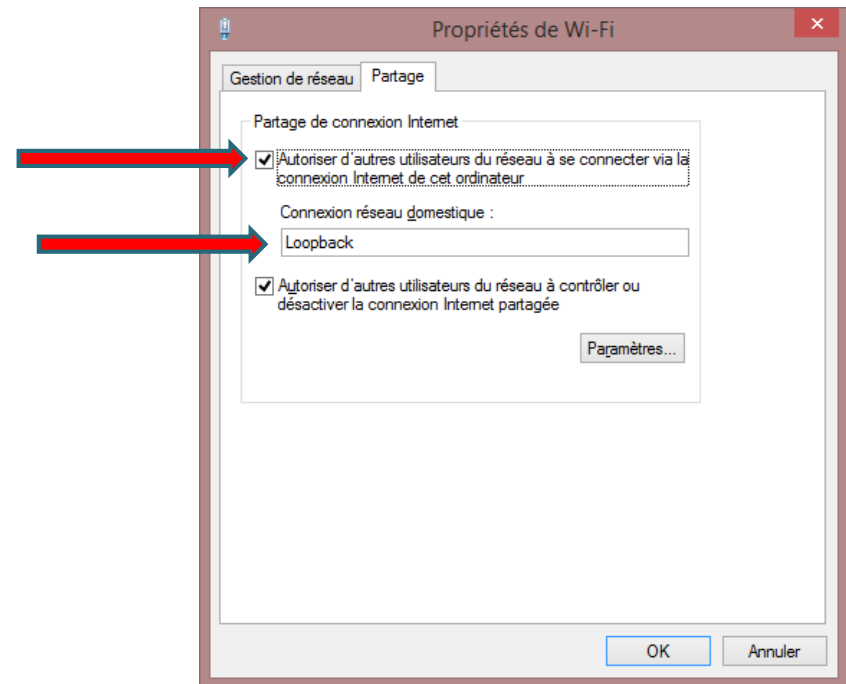 Propriétés de Wi-Fi
Gestion de réseau Partage
Partage de connexion Internet
Autoriser d'autres utilisateurs du réseau à se connecter via la
connexion Internet de cet ordinateur
Connexion réseau domestique :
Loopback
Autoriser d'autres utilisateurs du réseau à contrôler ou
désactiver la connexion Internet partagée
Paramètres...
OK Annuler